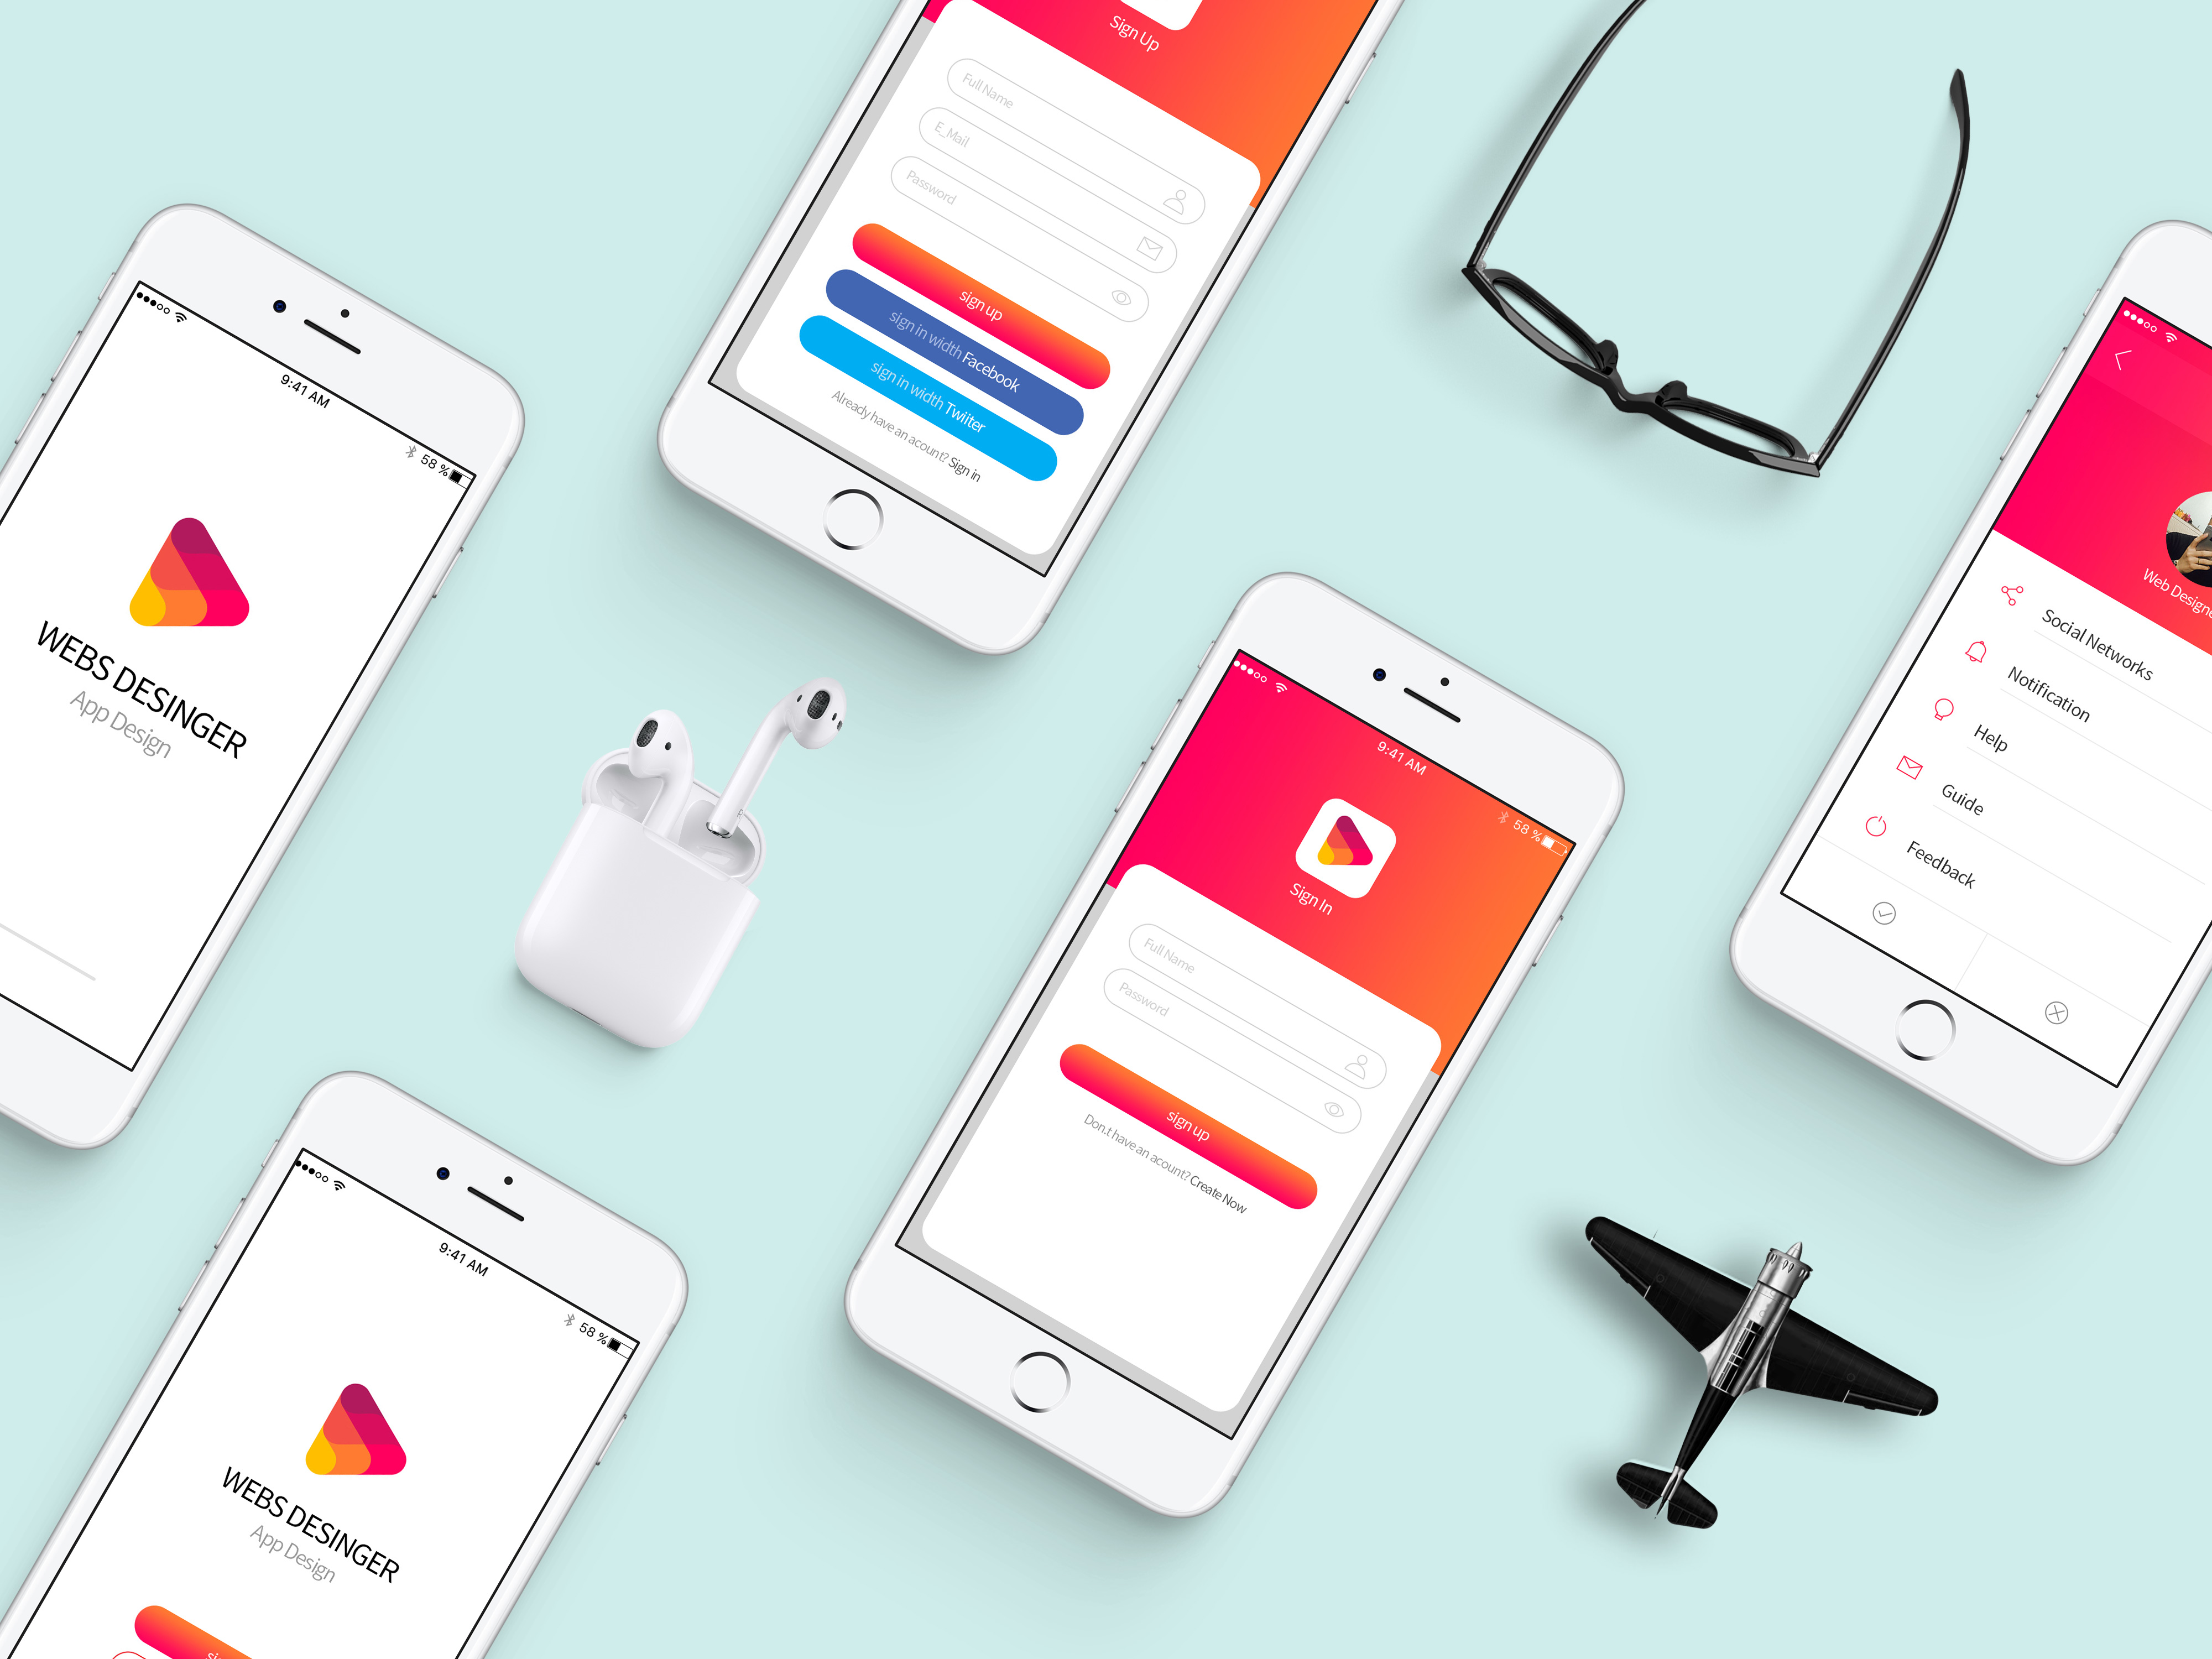 Sign Up
Full Name
E_Mail
Password
sign up
sign in width Facebook
sign in width Twiiter
Already have an acount? Sign in
9:41 AM
58 %
WEBS DESINGER
App Design
9:41 AM
58 %
Sign In
Full Name
Password
sign up
Don.t have an acount? Create Now
Web Designe
Social Networks
Notification
Help
Guide
Feedback
9:41 AM
58 %
WEBS DESINGER
App Design